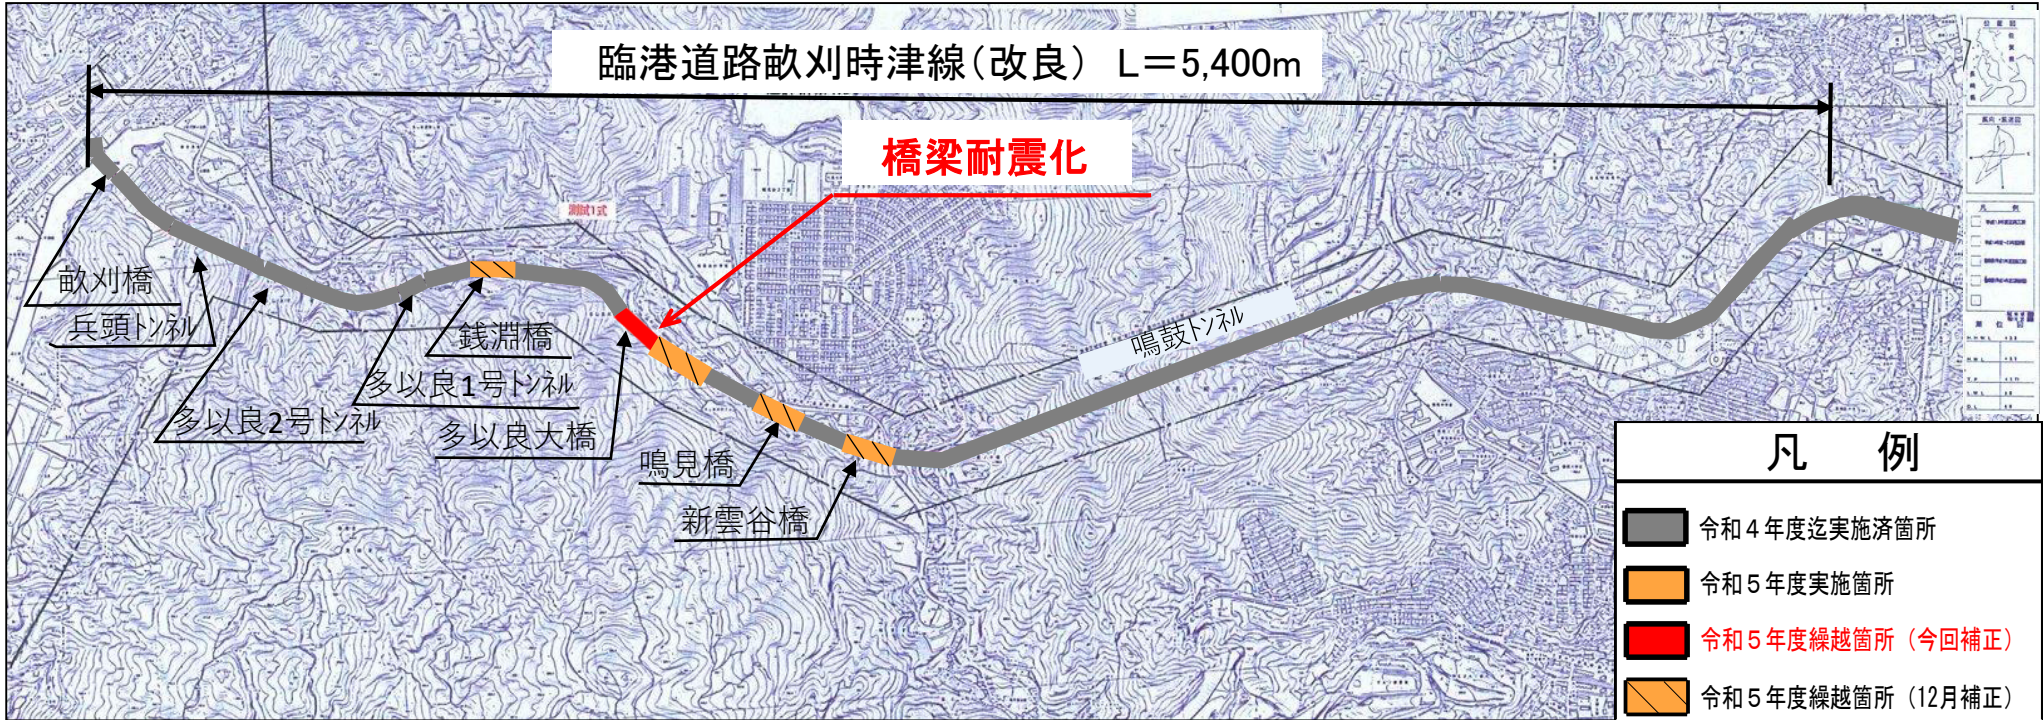 臨港道路畝刈時津線（改良） L＝5,400m
橋梁耐震化
測試1式
畝刈橋
兵頭トンネル
多以良2号トンネル
多以良1号トンネル
銭淵橋
多以良大橋
鳴見橋
新雲谷橋
鳴鼓トンネル
凡 例
令和４年度迄実施済箇所
令和５年度実施箇所
令和５年度繰越箇所（今回補正）
令和５年度繰越箇所（12月補正）